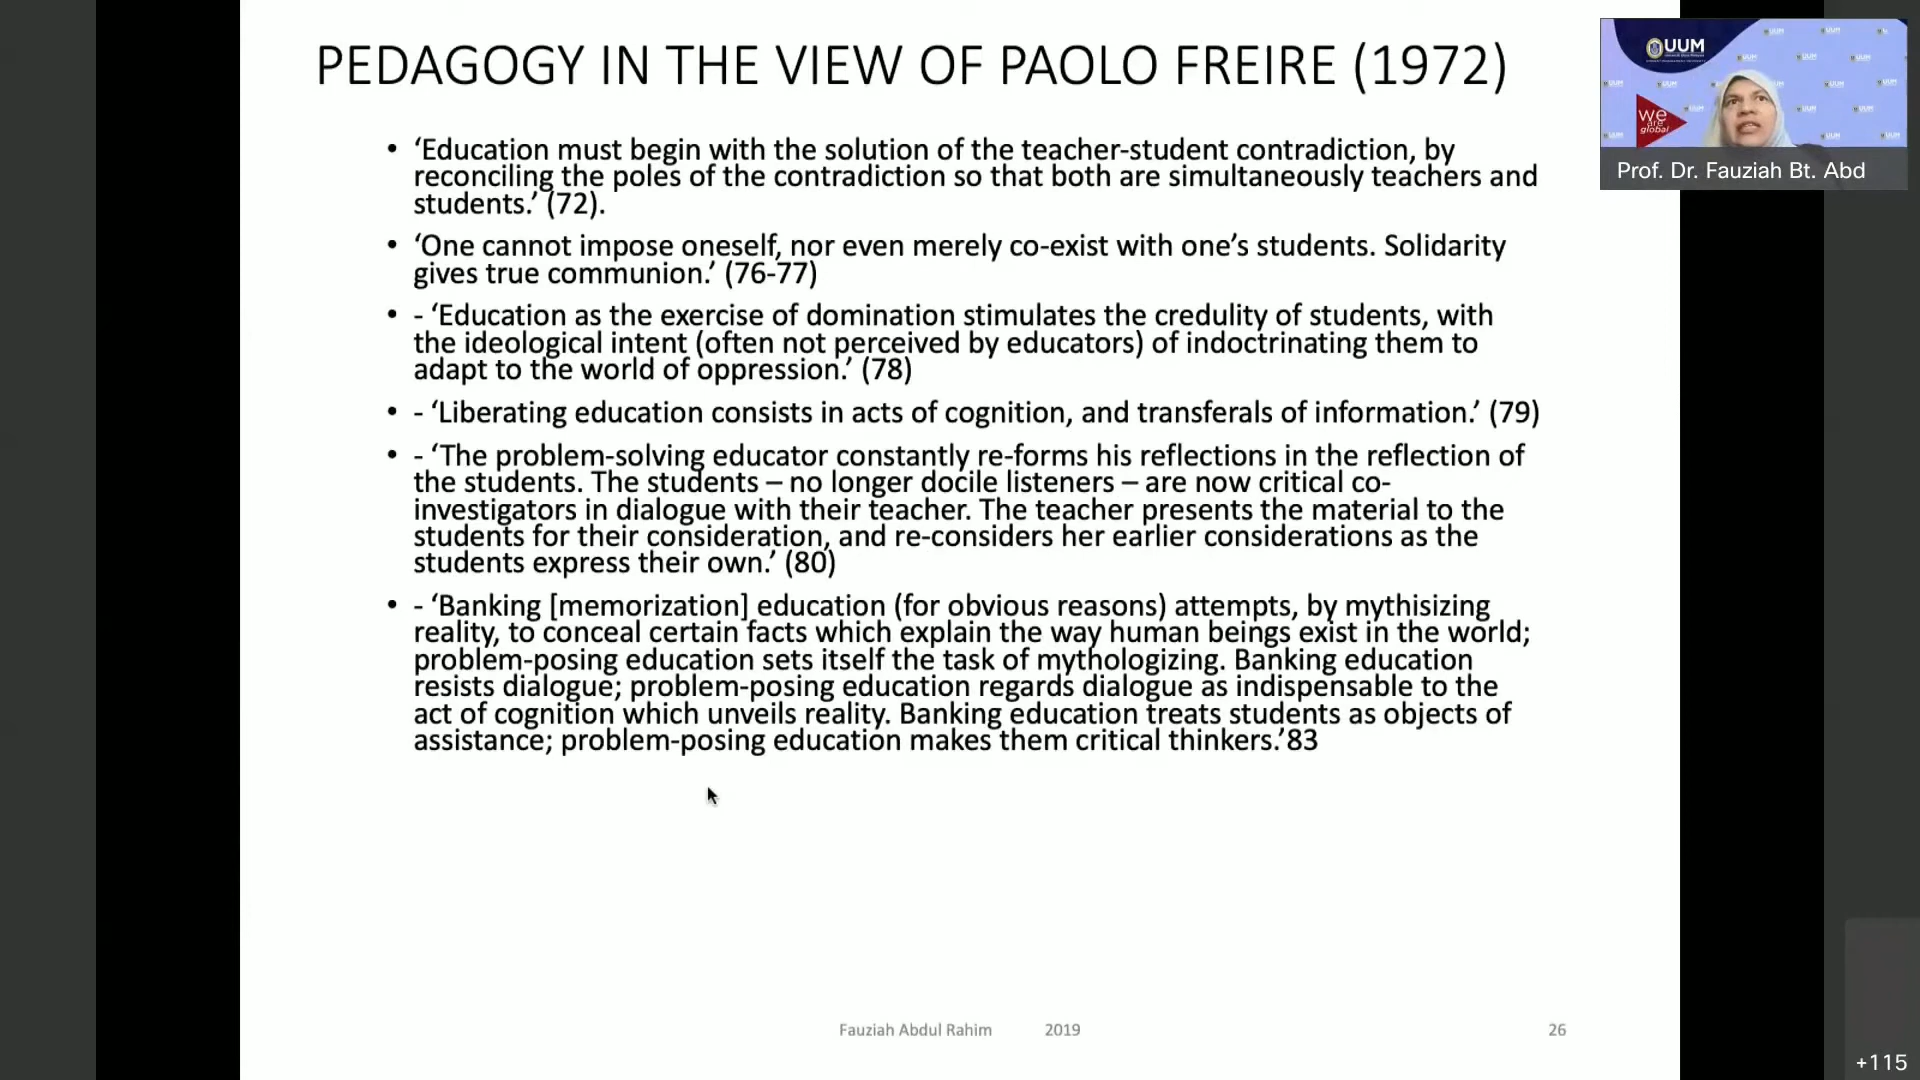 PEDAGOGY IN THE VIEW OF PAOLO FREIRE (1972)
• ‘Education must begin with the solution of the teacher-student contradiction, by
reconciling the poles of the contradiction so that both are simultaneously teachers and
students.’ (72).
• ‘One cannot impose oneself, nor even merely co-exist with one’s students. Solidarity
gives true communion.’ (76-77)
• - ‘Education as the exercise of domination stimulates the credulity of students, with
the ideological intent (often not perceived by educators) of indoctrinating them to
adapt to the world of oppression.’ (78)
• - ‘Liberating education consists in acts of cognition, and transferals of information.’ (79)
• - ‘The problem-solving educator constantly re-forms his reflections in the reflection of
the students. The students – no longer docile listeners – are now critical co-
investigators in dialogue with their teacher. The teacher presents the material to the
students for their consideration, and re-considers her earlier considerations as the
students express their own.’ (80)
• - ‘Banking [memorization] education (for obvious reasons) attempts, by mythisizing
reality, to conceal certain facts which explain the way human beings exist in the world;
problem-posing education sets itself the task of mythologizing. Banking education
resists dialogue; problem-posing education regards dialogue as indispensable to the
act of cognition which unveils reality. Banking education treats students as objects of
assistance; problem-posing education makes them critical thinkers.’83
Fauziah Abdul Rahim 2019 26
UUM
we
are
global
Prof. Dr. Fauziah Bt. Abd
+115